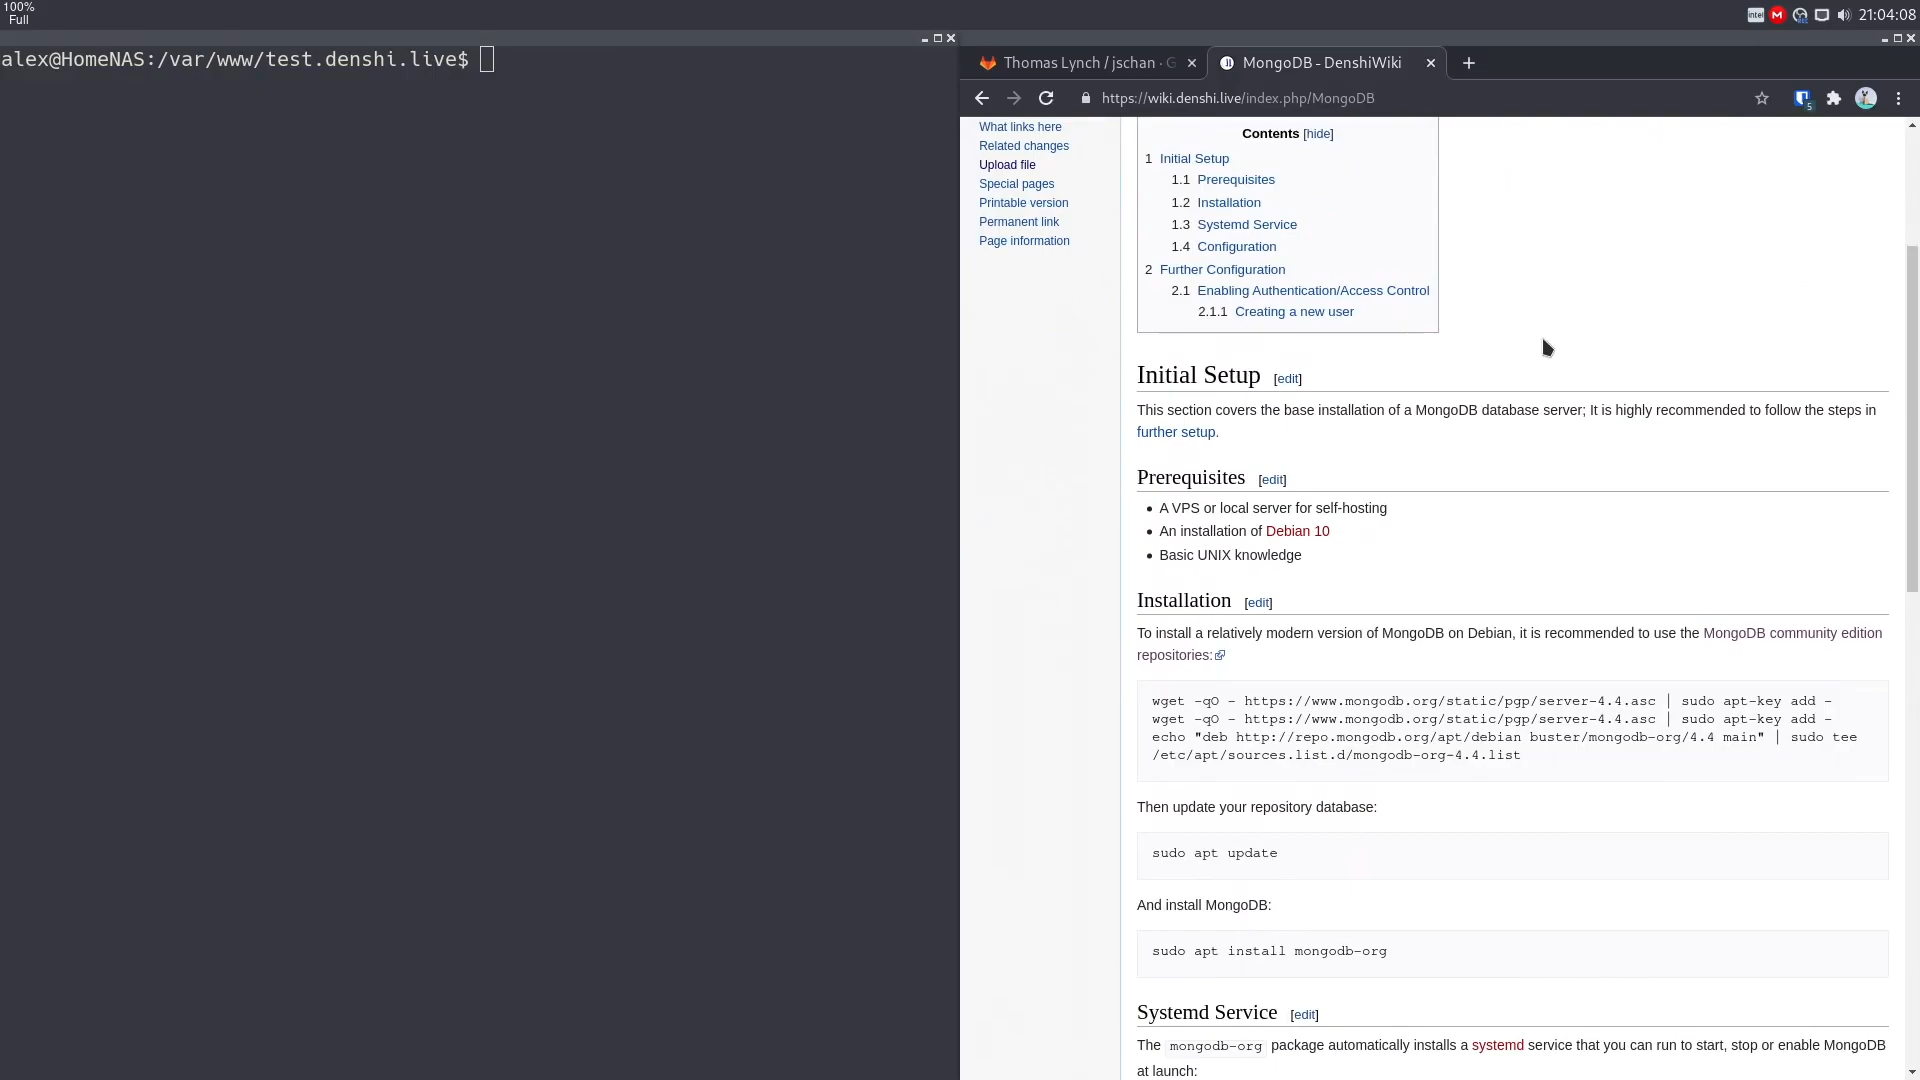 100%
Full
intel
21:04:08
alex@HomeNAS:/var/www/test.denshi.live$
Thomas Lynch / jschan · G
MongoDB - DenshiWiki
https://wiki.denshi.live/index.php/MongoDB
5
What links here
Related changes
Upload file
Special pages
Printable version
Permanent link
Page information
Contents [hide]
1 Initial Setup
1.1 Prerequisites
1.2 Installation
1.3 Systemd Service
1.4 Configuration
2 Further Configuration
2.1 Enabling Authentication/Access Control
2.1.1 Creating a new user
Initial Setup [edit]
This section covers the base installation of a MongoDB database server; It is highly recommended to follow the steps in
further setup.
Prerequisites [edit]
• A VPS or local server for self-hosting
• An installation of Debian 10
• Basic UNIX knowledge
Installation [edit]
To install a relatively modern version of MongoDB on Debian, it is recommended to use the MongoDB community edition
repositories:
wget -qO - https://www.mongodb.org/static/pgp/server-4.4.asc | sudo apt-key add -
wget -qO - https://www.mongodb.org/static/pgp/server-4.4.asc | sudo apt-key add -
echo "deb http://repo.mongodb.org/apt/debian buster/mongodb-org/4.4 main" | sudo tee
/etc/apt/sources.list.d/mongodb-org-4.4.list
Then update your repository database:
sudo apt update
And install MongoDB:
sudo apt install mongodb-org
Systemd Service [edit]
The mongodb-org package automatically installs a systemd service that you can run to start, stop or enable MongoDB
at launch: